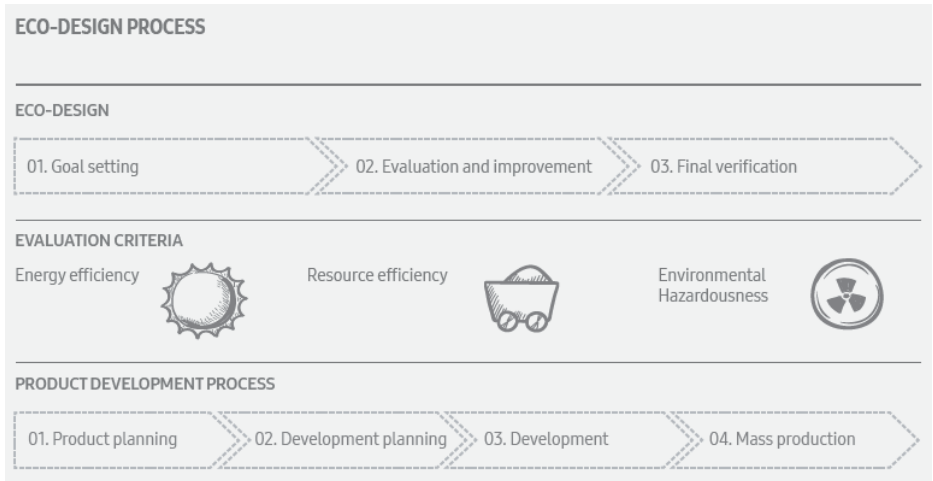 ECO-DESIGN PROCESS
ECO-DESIGN
01. Goal setting
02. Evaluation and improvement
03. Final verification
EVALUATION CRITERIA
Energy efficiency
Resource efficiency
Environmental
Hazardousness
PRODUCT DEVELOPMENT PROCESS
01. Product planning
02. Development planning
03. Development
04. Mass production